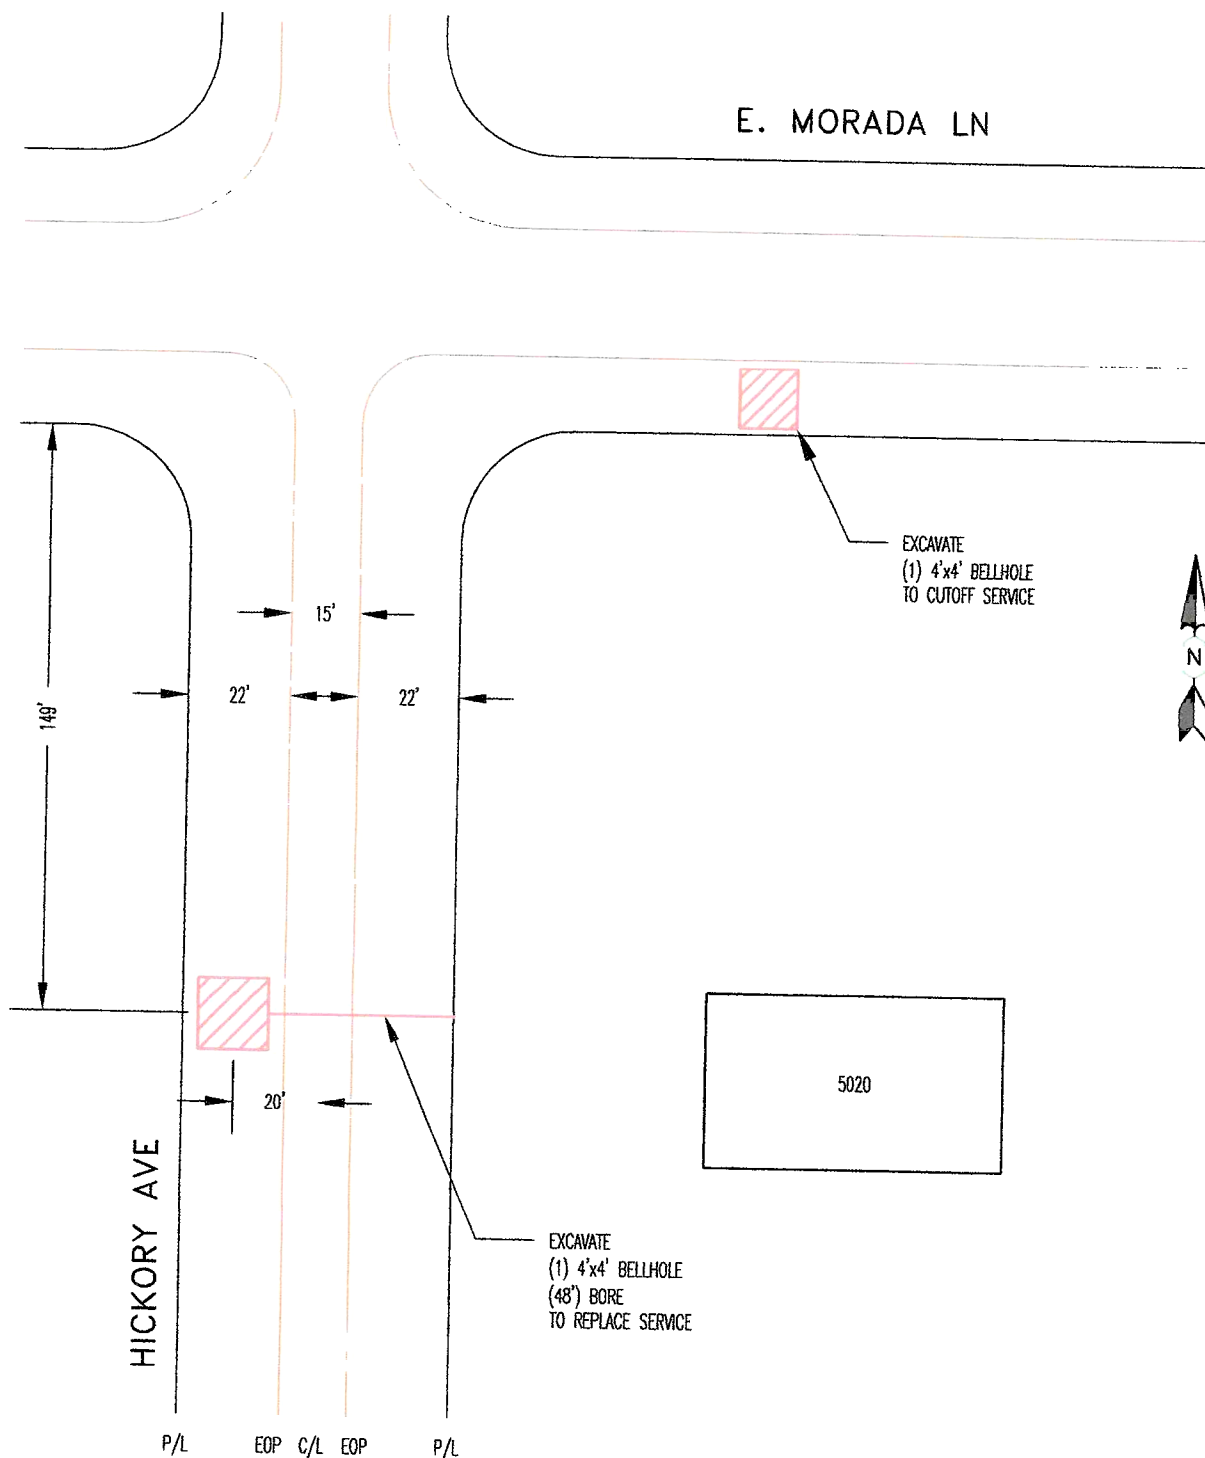 E. MORADA LN
EXCAVATE
(1) 4'x4' BELLHOLE
TO CUTOFF SERVICE
15'
N
22'
22'
149'
5020
20'
HICKORY AVE
EXCAVATE
(1) 4'x4' BELLHOLE
(48') BORE
TO REPLACE SERVICE
P/L EOP C/L EOP P/L